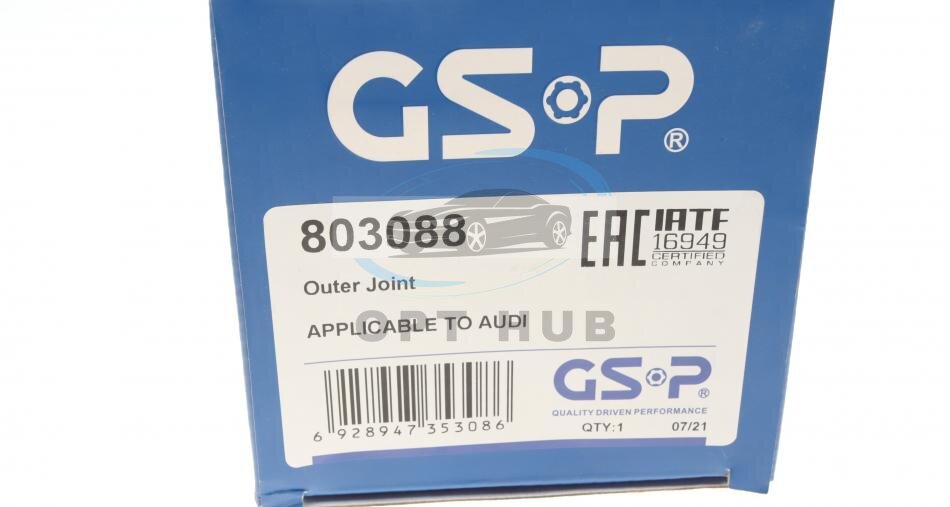 GSP®
803088
EAC IATF
16949
CERTIFIED
COMPANY
Outer Joint
APPLICABLE TO AUDI
OPT HUB
GSP®
QUALITY DRIVEN PERFORMANCE
6 928947 353086
QTY:1 07/21